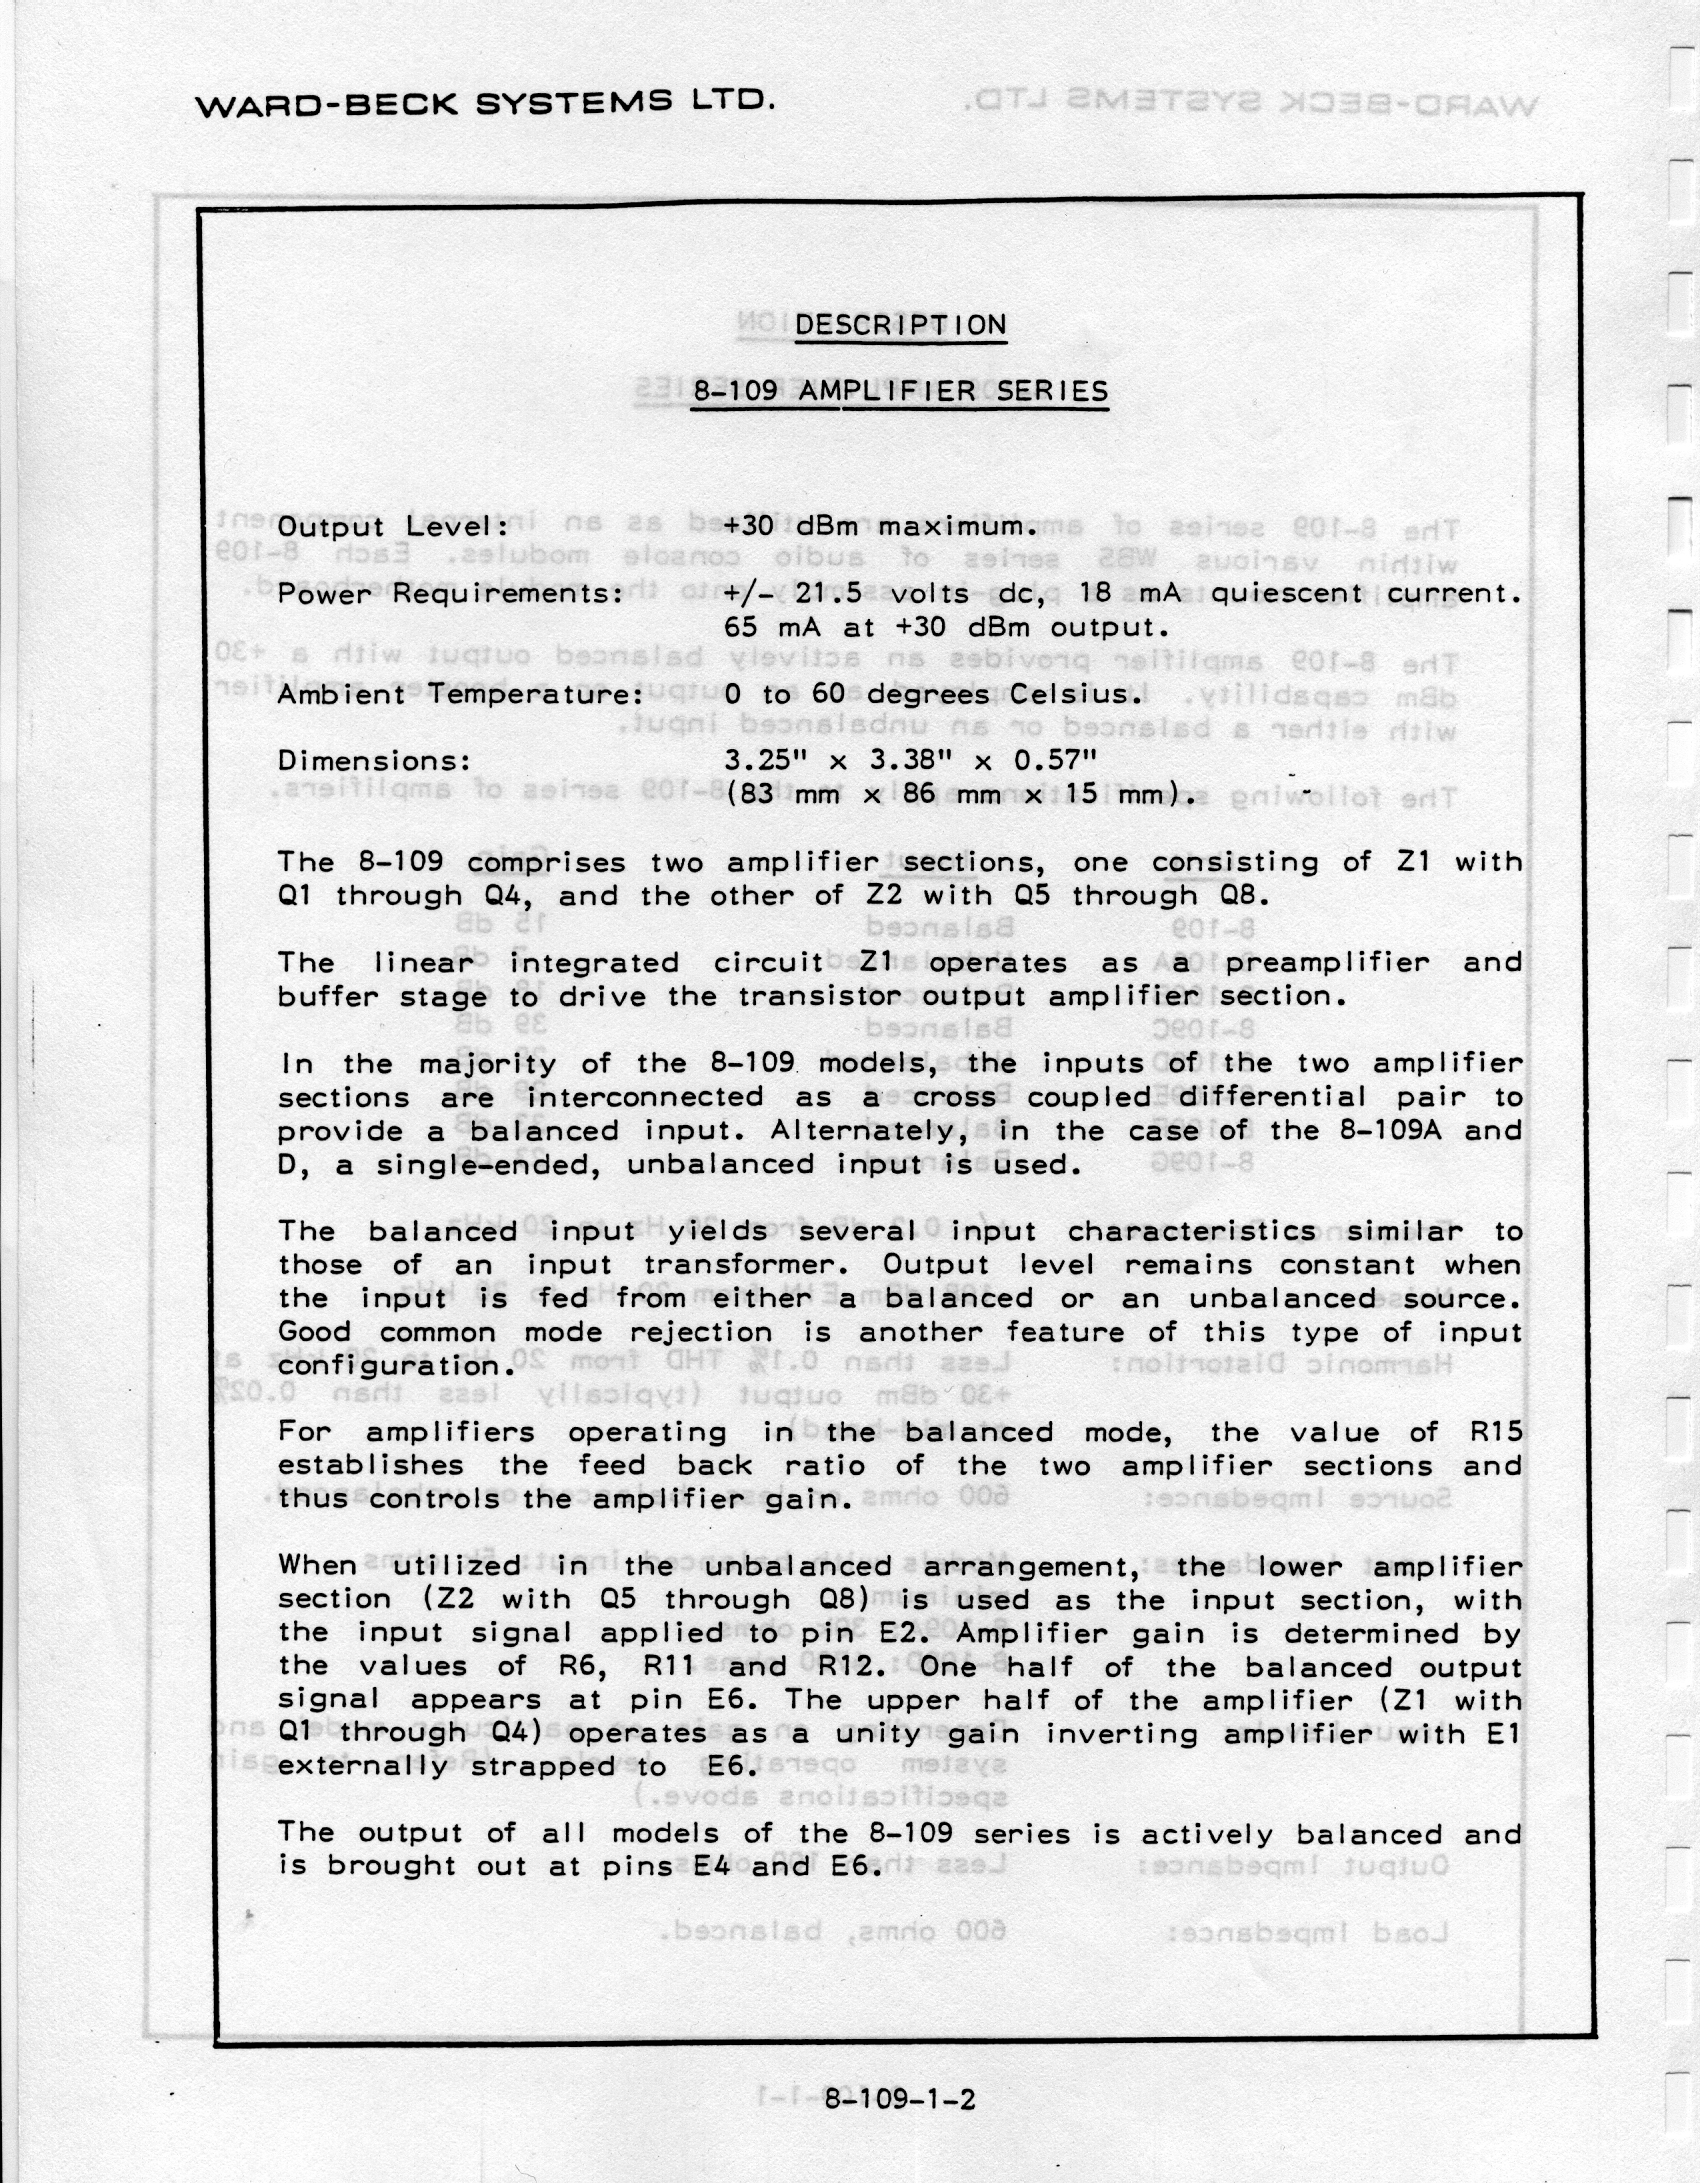 WARD-BECK SYSTEMS LTD.
DESCRIPTION
8-109 AMPLIFIER SERIES
Output Level: +30 dBm maximum.
Power Requirements: +/- 21.5 volts dc, 18 mA quiescent current.
65 mA at +30 dBm output.
Ambient Temperature: 0 to 60 degrees Celsius.
Dimensions: 3.25" x 3.38" x 0.57"
(83 mm x 86 mm x 15 mm).
The 8-109 comprises two amplifier sections, one consisting of Z1 with
Q1 through Q4, and the other of Z2 with Q5 through Q8.
The linear integrated circuit Z1 operates as a preamplifier and
buffer stage to drive the transistor output amplifier section.
In the majority of the 8-109 models, the inputs of the two amplifier
sections are interconnected as a cross coupled differential pair to
provide a balanced input. Alternately, in the case of the 8-109A and
D, a single-ended, unbalanced input is used.
The balanced input yields several input characteristics similar to
those of an input transformer. Output level remains constant when
the input is fed from either a balanced or an unbalanced source.
Good common mode rejection is another feature of this type of input
configuration.
For amplifiers operating in the balanced mode, the value of R15
establishes the feed back ratio of the two amplifier sections and
thus controls the amplifier gain.
When utilized in the unbalanced arrangement, the lower amplifier
section (Z2 with Q5 through Q8) is used as the input section, with
the input signal applied to pin E2. Amplifier gain is determined by
the values of R6, R11 and R12. One half of the balanced output
signal appears at pin E6. The upper half of the amplifier (Z1 with
Q1 through Q4) operates as a unity gain inverting amplifier with E1
externally strapped to E6.
The output of all models of the 8-109 series is actively balanced and
is brought out at pins E4 and E6.
8-109-1-2